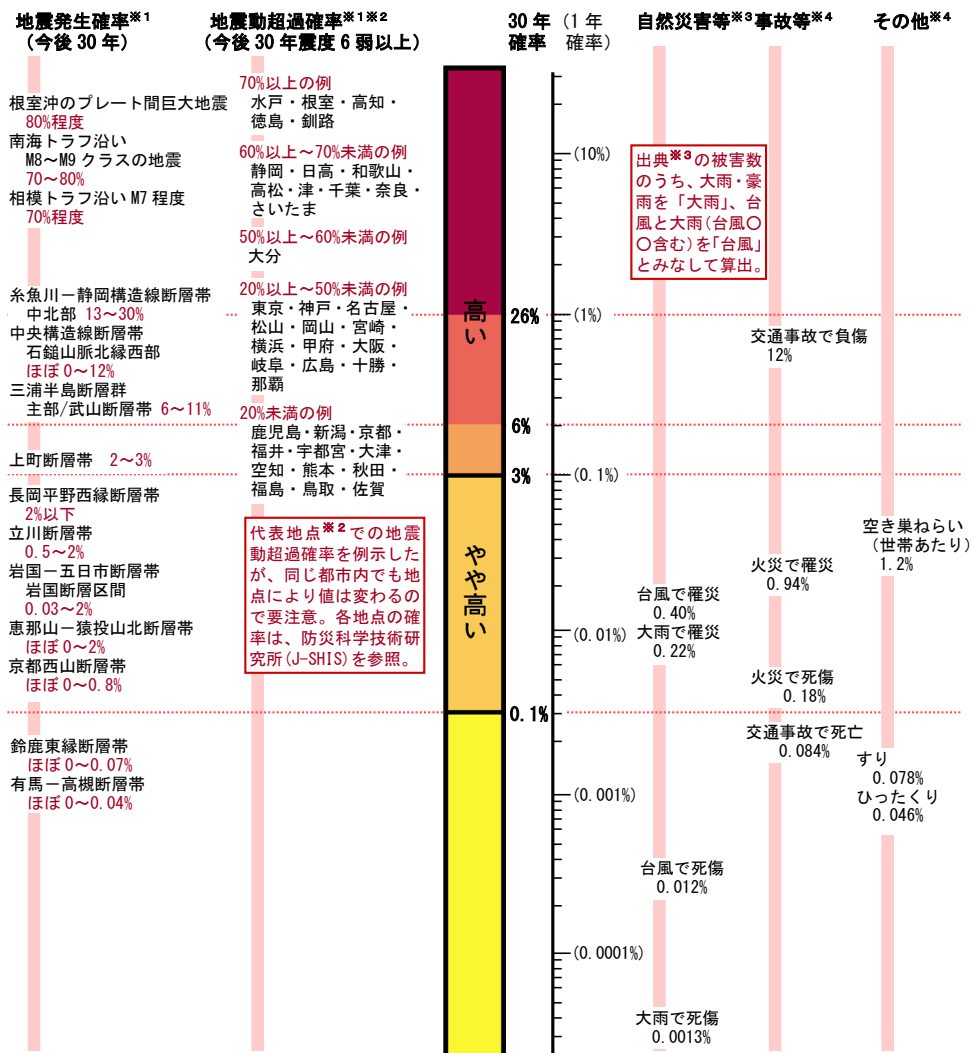 地震発生確率※1
(今後30年)
根室沖のプレート間巨大地震
80%程度
南海トラフ沿い
M8～M9クラスの地震
70～80%
相模トラフ沿いM7程度
70%程度
糸魚川－静岡構造線断層帯
中北部 13～30%
中央構造線断層帯
石鎚山脈北縁西部
ほぼ0～12%
三浦半島断層群
主部/武山断層帯 6～11%
上町断層帯 2～3%
長岡平野西縁断層帯
2%以下
立川断層帯
0.5～2%
岩国－五日市断層帯
岩国断層区間
0.03～2%
恵那山－猿投山北断層帯
ほぼ0～2%
京都西山断層帯
ほぼ0～0.8%
鈴鹿東縁断層帯
ほぼ0～0.07%
有馬－高槻断層帯
ほぼ0～0.04%
地震動超過確率※1※2
(今後30年震度6弱以上)
70%以上の例
水戸・根室・高知・
徳島・釧路
60%以上～70%未満の例
静岡・日高・和歌山・
高松・津・千葉・奈良・
さいたま
50%以上～60%未満の例
大分
20%以上～50%未満の例
東京・神戸・名古屋・
松山・岡山・宮崎・
横浜・甲府・大阪・
岐阜・広島・十勝・
那覇
20%未満の例
鹿児島・新潟・京都・
福井・宇都宮・大津・
空知・熊本・秋田・
福島・鳥取・佐賀
代表地点※2での地震
動超過確率を例示した
が、同じ都市内でも地
点により値は変わるの
で要注意。各地点の確
率は、防災科学技術研
究所(J-SHIS)を参照。
高い
やや高い
30年
確率
26%
6%
3%
0.1%
(1年
確率)
(10%)
(1%)
(0.1%)
(0.01%)
(0.001%)
(0.0001%)
自然災害等※3
出典※3の被害数
のうち、大雨・豪
雨を「大雨」、台
風と大雨(台風〇
〇含む)を「台風」
とみなして算出。
台風で罹災
0.40%
大雨で罹災
0.22%
台風で死傷
0.012%
大雨で死傷
0.0013%
事故等※4
交通事故で負傷
12%
火災で罹災
0.94%
火災で死傷
0.18%
交通事故で死亡
0.084%
その他※4
空き巣ねらい
(世帯あたり)
1.2%
すり
0.078%
ひったくり
0.046%